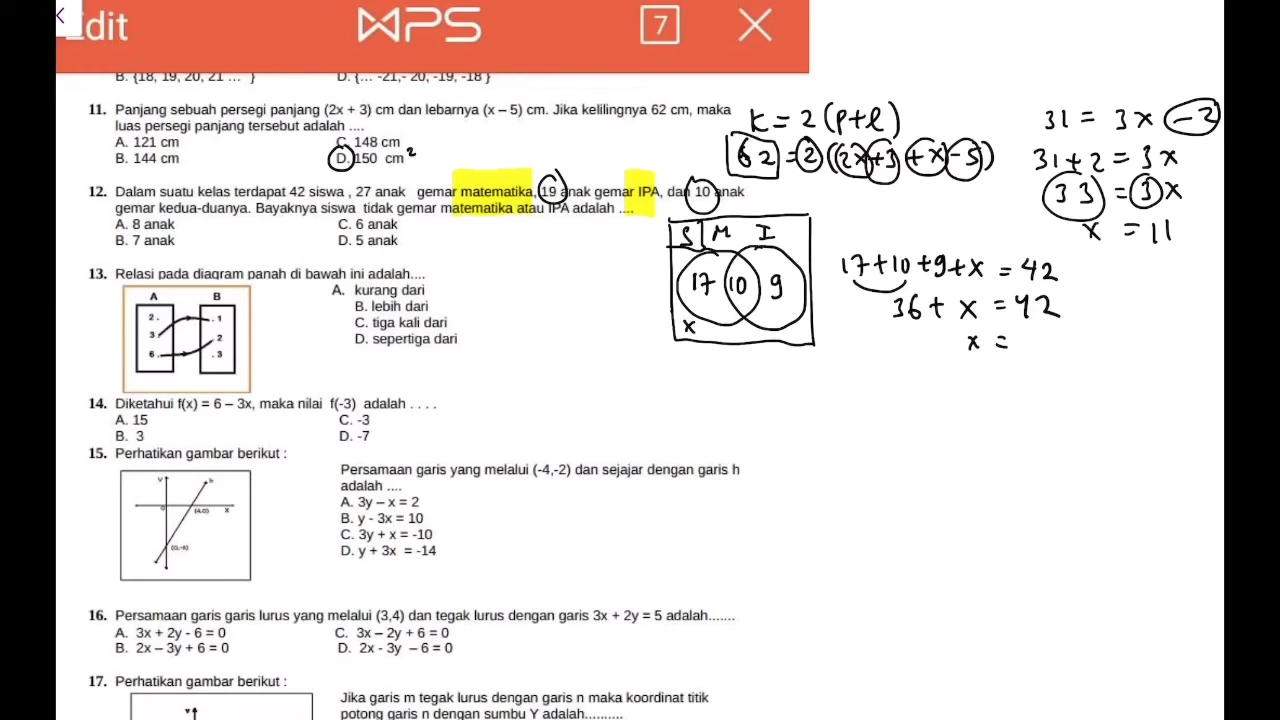 Edit WPS 7
B. {18, 19, 20, 21 ... } D. {... -21,- 20, -19, -18 }
11. Panjang sebuah persegi panjang (2x + 3) cm dan lebarnya (x – 5) cm. Jika kelilingnya 62 cm, maka
luas persegi panjang tersebut adalah ....
A. 121 cm C. 148 cm
B. 144 cm D. 150 cm²
12. Dalam suatu kelas terdapat 42 siswa , 27 anak gemar matematika, 19 anak gemar IPA, dan 10 anak
gemar kedua-duanya. Bayaknya siswa tidak gemar matematika atau IPA adalah ....
A. 8 anak C. 6 anak
B. 7 anak D. 5 anak
13. Relasi pada diagram panah di bawah ini adalah....
A B
2. . 1
3 2
6. . 3
A. kurang dari
B. lebih dari
C. tiga kali dari
D. sepertiga dari
14. Diketahui f(x) = 6 – 3x, maka nilai f(-3) adalah . . . .
A. 15 C. -3
B. 3 D. -7
15. Perhatikan gambar berikut :
Y
h
0 (4,0) X
Persamaan garis yang melalui (-4,-2) dan sejajar dengan garis h
adalah ....
A. 3y – x = 2
B. y - 3x = 10
C. 3y + x = -10
D. y + 3x = -14
16. Persamaan garis garis lurus yang melalui (3,4) dan tegak lurus dengan garis 3x + 2y = 5 adalah.......
A. 3x + 2y - 6 = 0 C. 3x – 2y + 6 = 0
B. 2x – 3y + 6 = 0 D. 2x - 3y – 6 = 0
17. Perhatikan gambar berikut :
Y
Jika garis m tegak lurus dengan garis n maka koordinat titik
potong garis n dengan sumbu Y adalah..........
K = 2 (p+l)
62 = 2 (2x+3 + x-5)
31 = 3x -2
31+2 = 3x
33 = 3x
x = 11
S M I
17 10 9
x
17+10+9+x = 42
36 + x = 42
x =